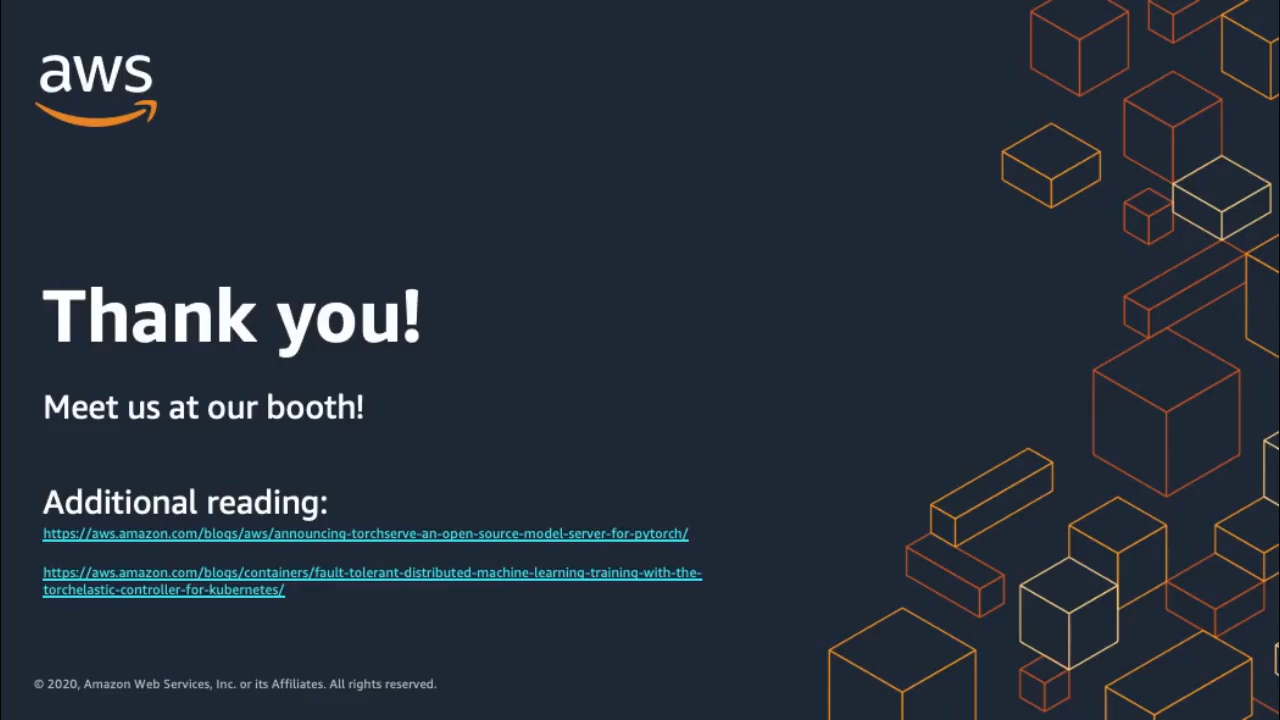 aws
Thank you!
Meet us at our booth!
Additional reading:
https://aws.amazon.com/blogs/aws/announcing-torchserve-an-open-source-model-server-for-pytorch/
https://aws.amazon.com/blogs/containers/fault-tolerant-distributed-machine-learning-training-with-the-
torchelastic-controller-for-kubernetes/
© 2020, Amazon Web Services, Inc. or its Affiliates. All rights reserved.